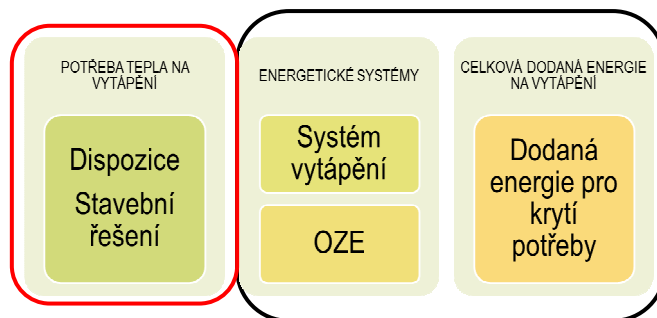 POTŘEBA TEPLA NA
VYTÁPĚNÍ
Dispozice
Stavební
řešení
ENERGETICKÉ SYSTÉMY
Systém
vytápění
OZE
CELKOVÁ DODANÁ ENERGIE
NA VYTÁPĚNÍ
Dodaná
energie pro
krytí
potřeby